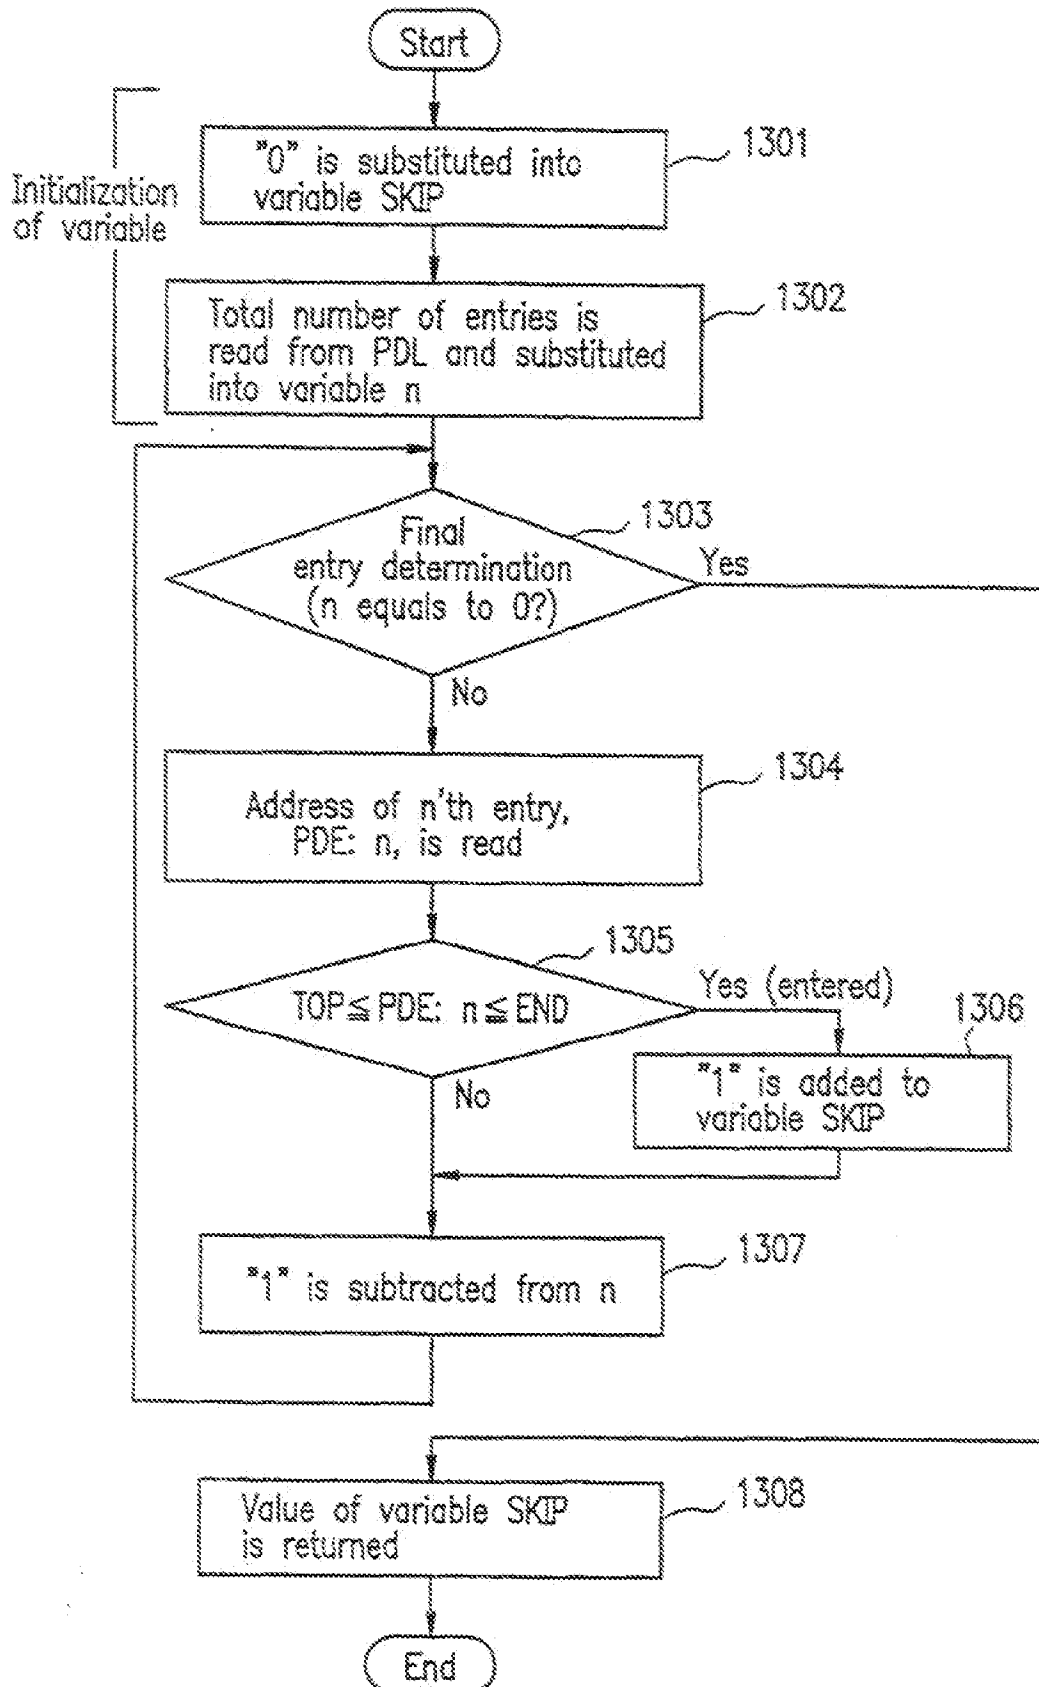 Start
"0" is substituted into
variable SKIP
1301
Initialization
of variable
Total number of entries is
read from PDL and substituted
into variable n
1302
Final
entry determination
(n equals to 0?)
1303
Yes
No
Address of n'th entry,
PDE: n, is read
1304
TOP≦PDE: n≦END
1305
Yes (entered)
No
"1" is added to
variable SKIP
1306
"1" is subtracted from n
1307
Value of variable SKIP
is returned
1308
End